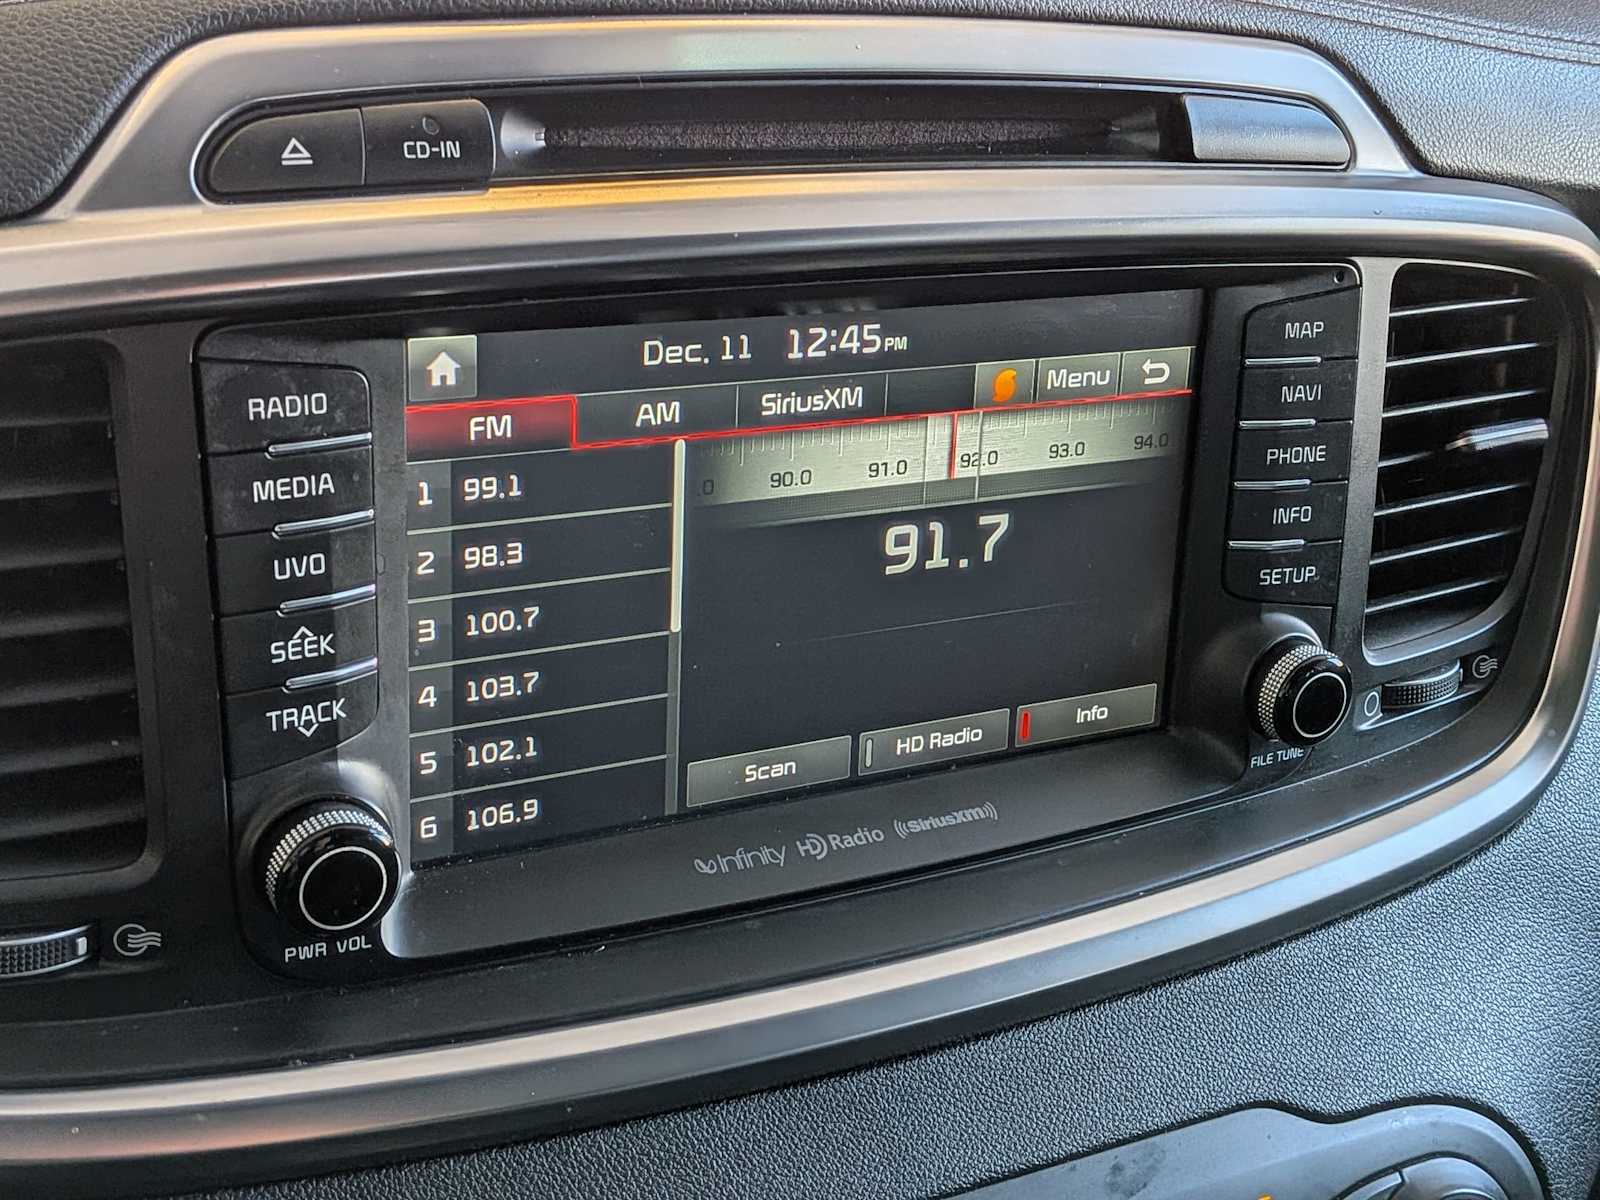 CD-IN
Dec. 11 12:45 PM
RADIO
MEDIA
UVO
SEEK
TRACK
PWR VOL
FM AM SiriusXM Menu
1 99.1
2 98.3
3 100.7
4 103.7
5 102.1
6 106.9
.0 90.0 91.0 92.0 93.0 94.0
91.7
Scan HD Radio Info
Infinity HD Radio SiriusXM
MAP
NAVI
PHONE
INFO
SETUP
FILE TUNE